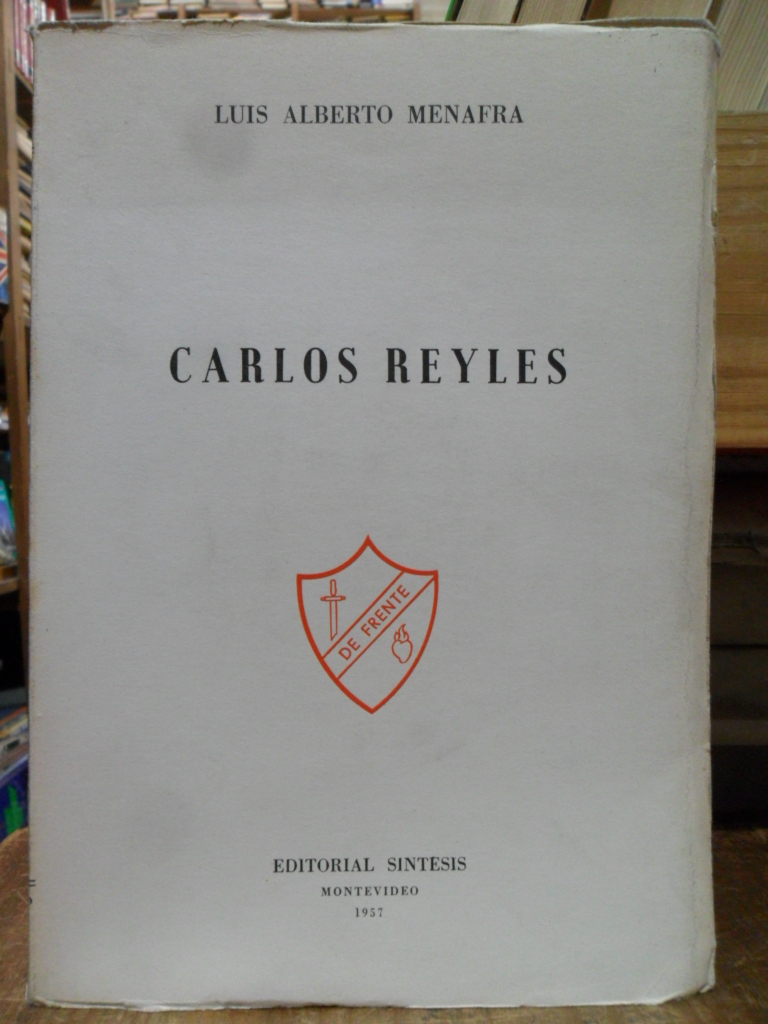 LUIS ALBERTO MENAFRA
CARLOS REYLES
DE FRENTE
EDITORIAL SINTESIS
MONTEVIDEO
1957